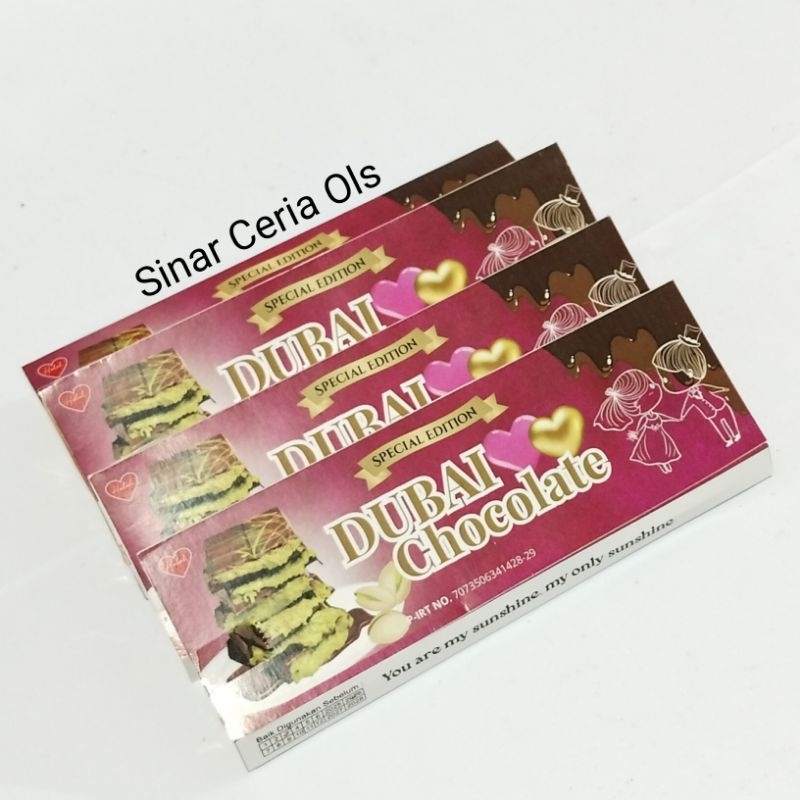 Sinar Ceria Ols
SPECIAL EDITION
SPECIAL EDITION
DUBAI
SPECIAL EDITION
DUBAI
SPECIAL EDITION
DUBAI
Chocolate
P-IRT NO. 7073506341428-29
You are my sunshine, my only sunshine
Baik Digunakan Sebelum